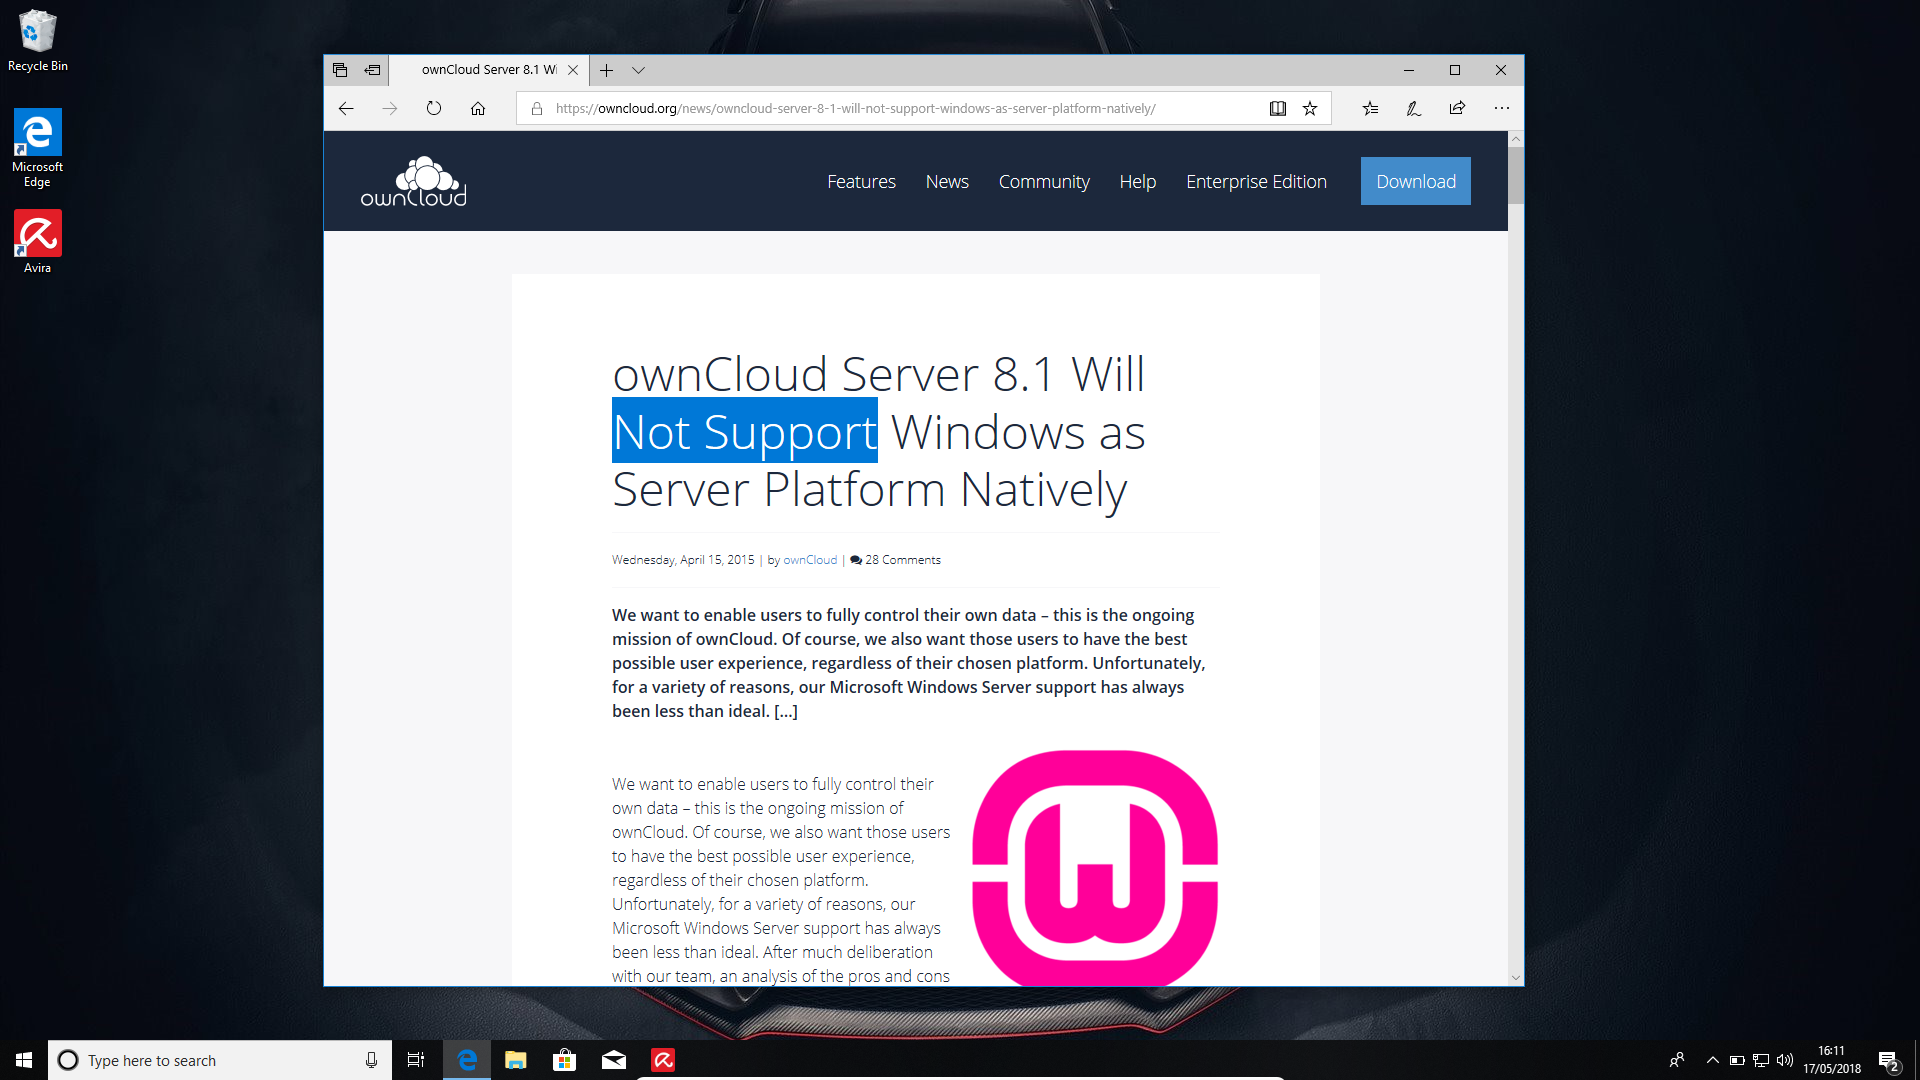 Recycle Bin
Microsoft
Edge
Avira
ownCloud Server 8.1 Wi
https://owncloud.org/news/owncloud-server-8-1-will-not-support-windows-as-server-platform-natively/
ownCloud
Features News Community Help Enterprise Edition Download
ownCloud Server 8.1 Will
Not Support Windows as
Server Platform Natively
Wednesday, April 15, 2015 | by ownCloud | 28 Comments
We want to enable users to fully control their own data – this is the ongoing
mission of ownCloud. Of course, we also want those users to have the best
possible user experience, regardless of their chosen platform. Unfortunately,
for a variety of reasons, our Microsoft Windows Server support has always
been less than ideal. […]
We want to enable users to fully control their
own data – this is the ongoing mission of
ownCloud. Of course, we also want those users
to have the best possible user experience,
regardless of their chosen platform.
Unfortunately, for a variety of reasons, our
Microsoft Windows Server support has always
been less than ideal. After much deliberation
with our team, an analysis of the pros and cons
Type here to search
16:11
17/05/2018
2